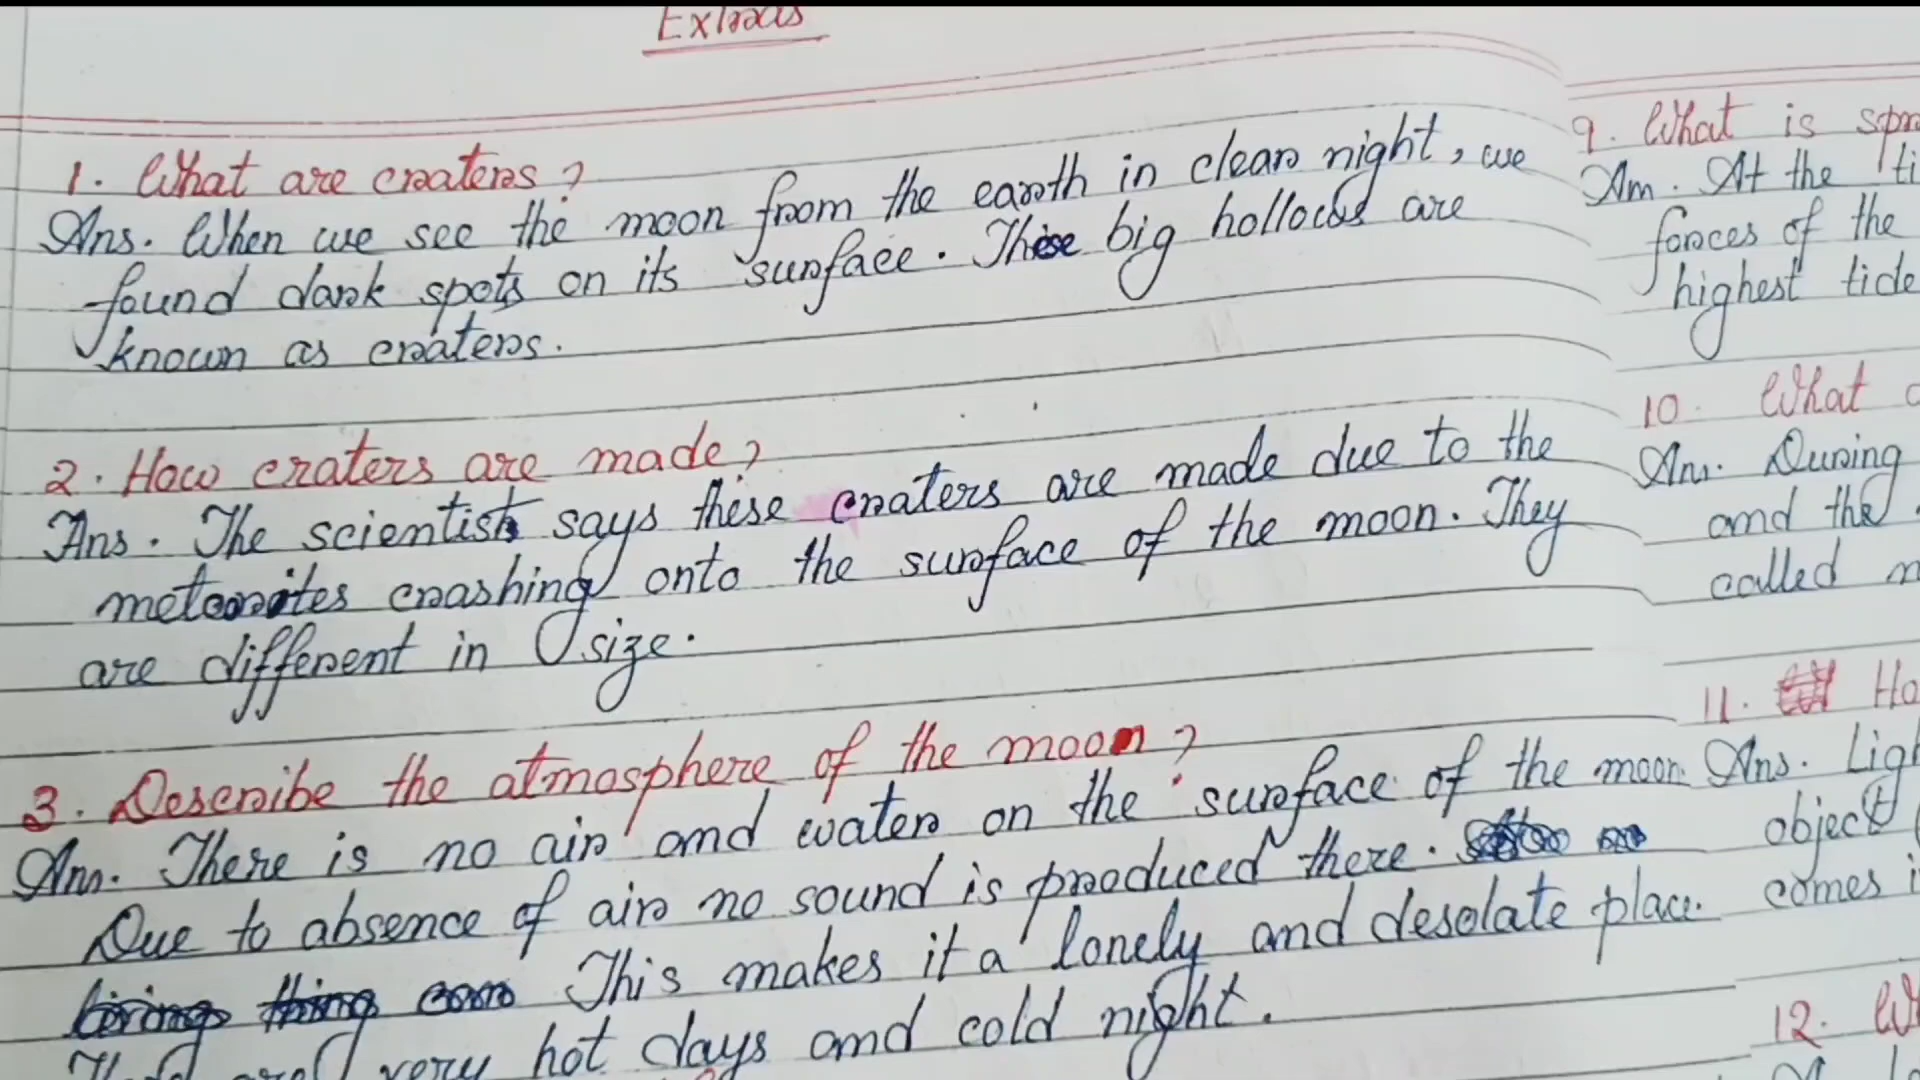 Extras
1. What are craters?
Ans. When we see the moon from the earth in clear night, we
found dark spots on its surface. These big hollows are
known as craters.
2. How craters are made?
Ans. The scientist says these craters are made due to the
meteorites crashing onto the surface of the moon. They
are different in size.
3. Describe the atmosphere of the moon?
Ans. There is no air and water on the surface of the moon.
Due to absence of air no sound is produced there.
living thing can This makes it a lonely and desolate place.
very hot days and cold night.
9. What is
Ans. At the
forces of the
highest tide
10. What
Ans. During
and the
called
11.
Ans.
object
comes
12.